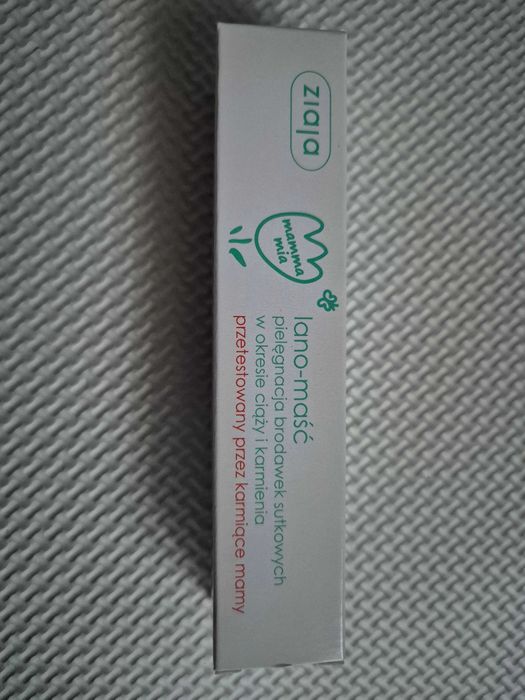 ziaja
mamma
mia
lano-maść
pielęgnacja brodawek sutkowych
w okresie ciąży i karmienia
przetestowany przez karmiące mamy